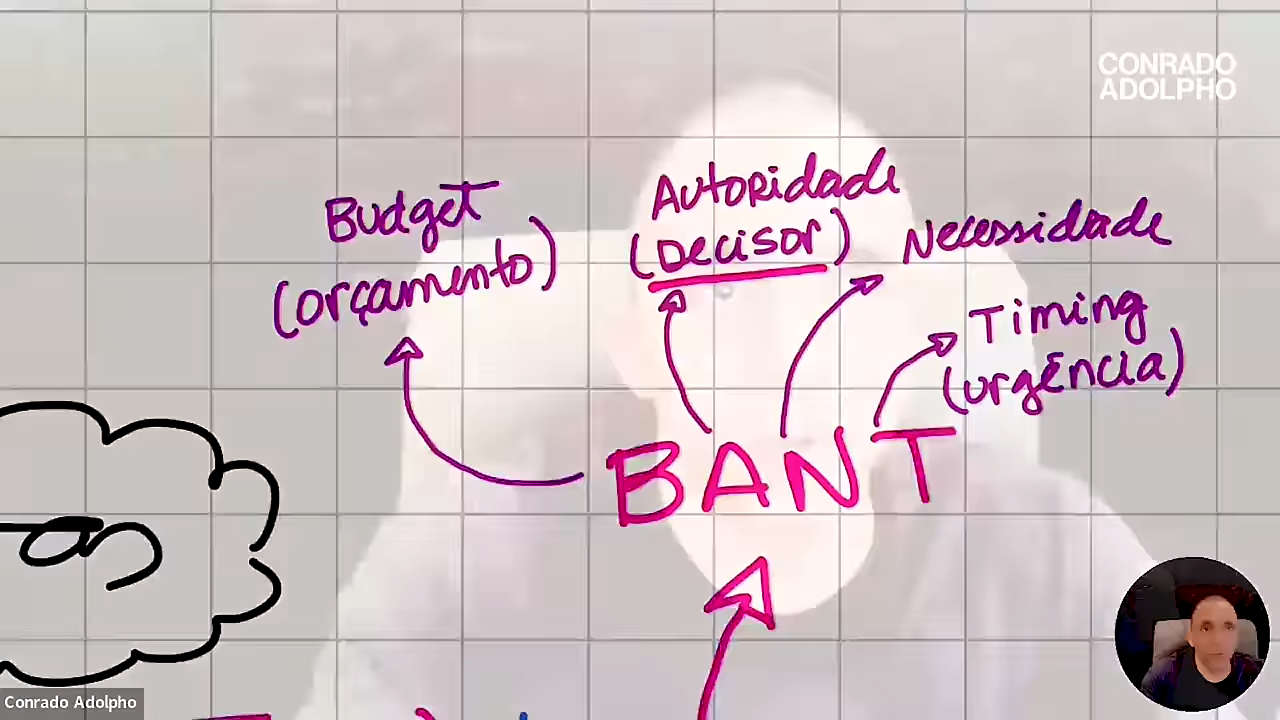 CONRADO
ADOLPHO
Budget
(orçamento)
Autoridade
(Decisor)
Necessidade
Timing
(urgência)
BANT
Conrado Adolpho